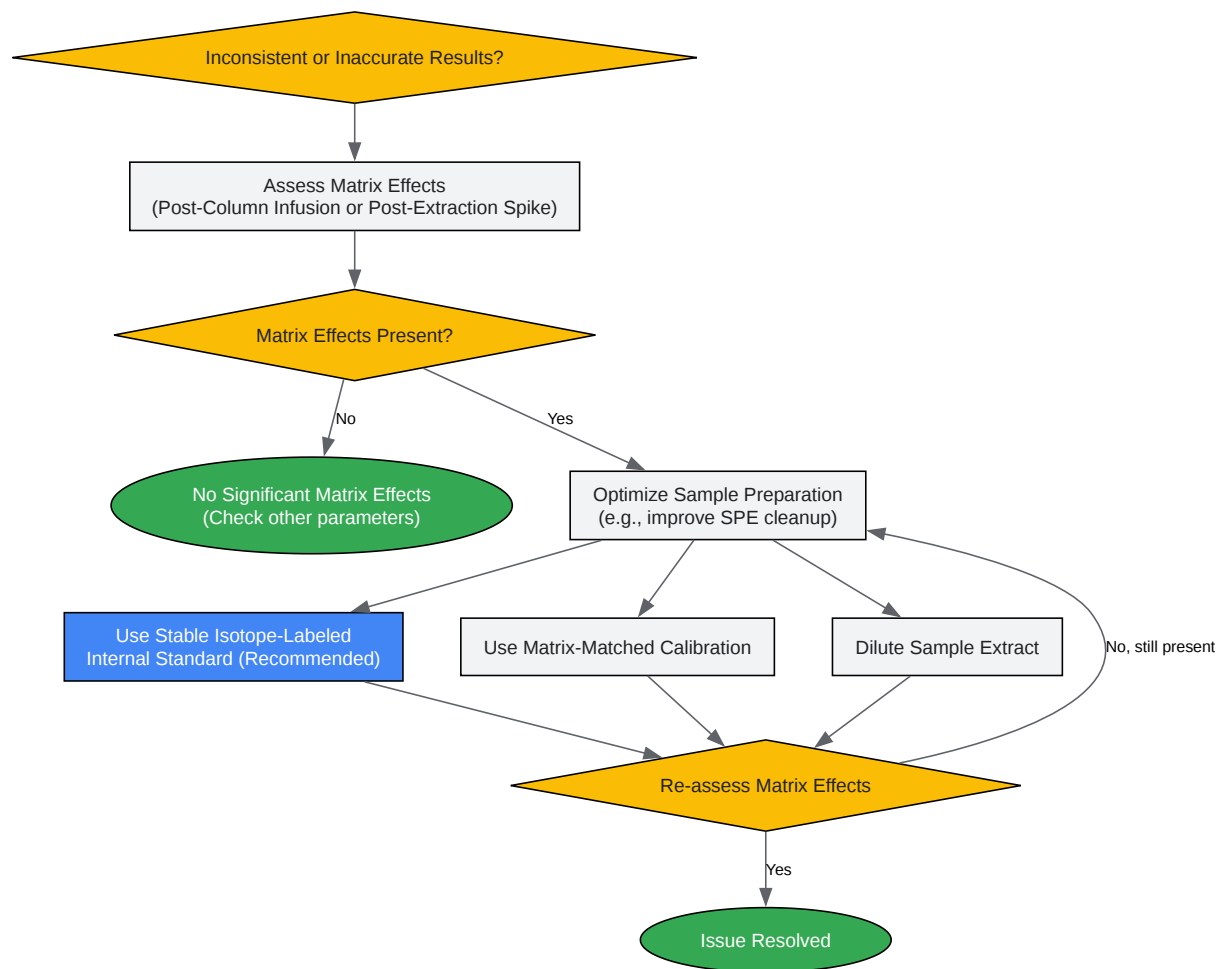 Inconsistent or Inaccurate Results?
Assess Matrix Effects
(Post-Column Infusion or Post-Extraction Spike)
Matrix Effects Present?
No
Yes
No Significant Matrix Effects
(Check other parameters)
Optimize Sample Preparation
(e.g., improve SPE cleanup)
Use Stable Isotope-Labeled
Internal Standard (Recommended)
Use Matrix-Matched Calibration
Dilute Sample Extract
No, still present
Re-assess Matrix Effects
Yes
Issue Resolved